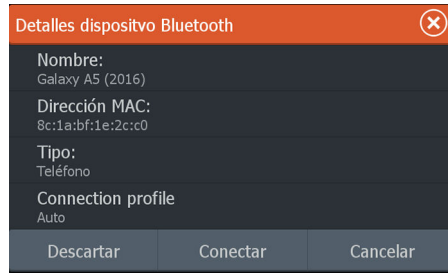 Detalles dispositvo Bluetooth
Nombre:
Galaxy A5 (2016)
Dirección MAC:
8c:1a:bf:1e:2c:c0
Tipo:
Teléfono
Connection profile
Auto
Descartar Conectar Cancelar